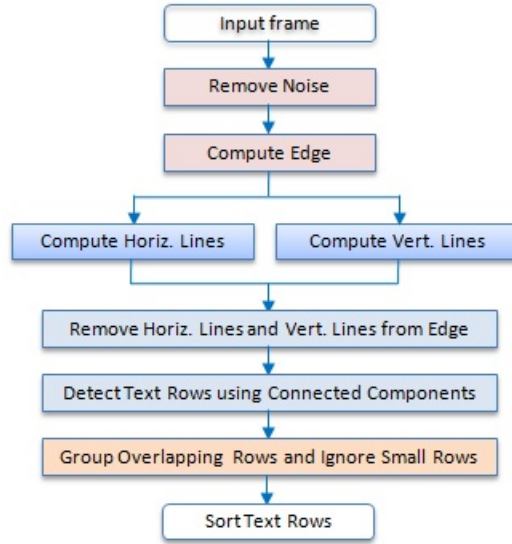 Input frame
Remove Noise
Compute Edge
Compute Horiz. Lines
Compute Vert. Lines
Remove Horiz. Lines and Vert. Lines from Edge
Detect Text Rows using Connected Components
Group Overlapping Rows and Ignore Small Rows
Sort Text Rows